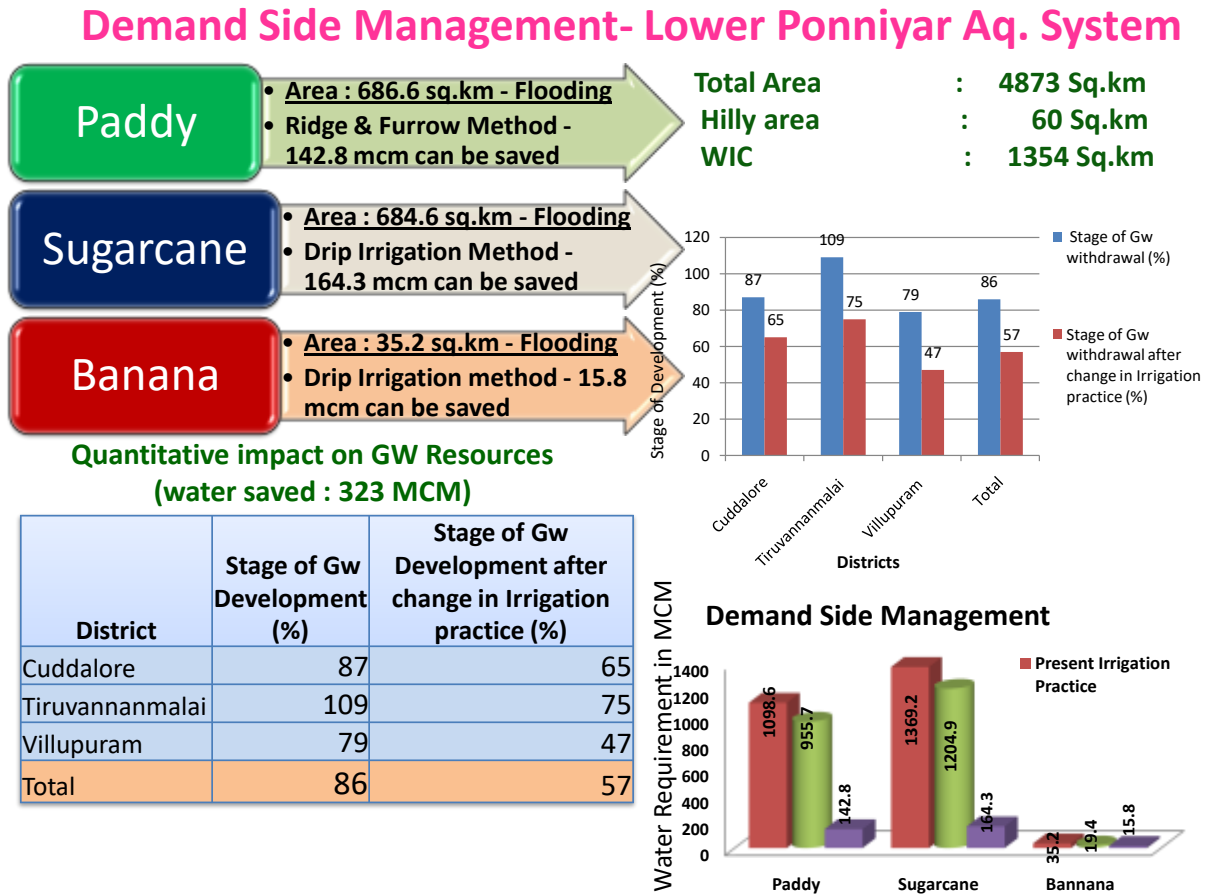 Demand Side Management- Lower Ponniyar Aq. System
Paddy
• Area : 686.6 sq.km - Flooding
• Ridge & Furrow Method -
142.8 mcm can be saved
Sugarcane
• Area : 684.6 sq.km - Flooding
• Drip Irrigation Method -
164.3 mcm can be saved
Banana
• Area : 35.2 sq.km - Flooding
• Drip Irrigation method - 15.8
mcm can be saved
Total Area : 4873 Sq.km
Hilly area : 60 Sq.km
WIC : 1354 Sq.km
Stage of Development (%)
120
100
80
60
40
20
0
87
65
109
75
79
47
86
57
Cuddalore
Tiruvannanmalai
Villupuram
Total
Districts
Stage of Gw
withdrawal (%)
Stage of Gw
withdrawal after
change in Irrigation
practice (%)
Quantitative impact on GW Resources
(water saved : 323 MCM)
District
Stage of Gw
Development
(%)
Stage of Gw
Development after
change in Irrigation
practice (%)
Cuddalore 87 65
Tiruvannanmalai 109 75
Villupuram 79 47
Total 86 57
Demand Side Management
Water Requirement in MCM
1400
1200
1000
800
600
400
200
0
1098.6
955.7
142.8
1369.2
1204.9
164.3
35.2
19.4
15.8
Paddy
Sugarcane
Bannana
Present Irrigation
Practice